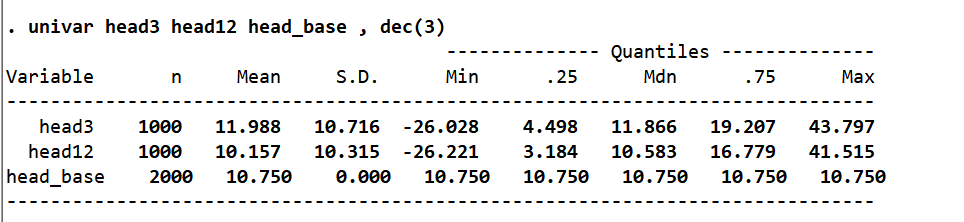 . univar head3 head12 head_base , dec(3)
-------------- Quantiles --------------
Variable n Mean S.D. Min .25 Mdn .75 Max
-------------------------------------------------------------------------------
head3 1000 11.988 10.716 -26.028 4.498 11.866 19.207 43.797
head12 1000 10.157 10.315 -26.221 3.184 10.583 16.779 41.515
head_base 2000 10.750 0.000 10.750 10.750 10.750 10.750 10.750
-------------------------------------------------------------------------------